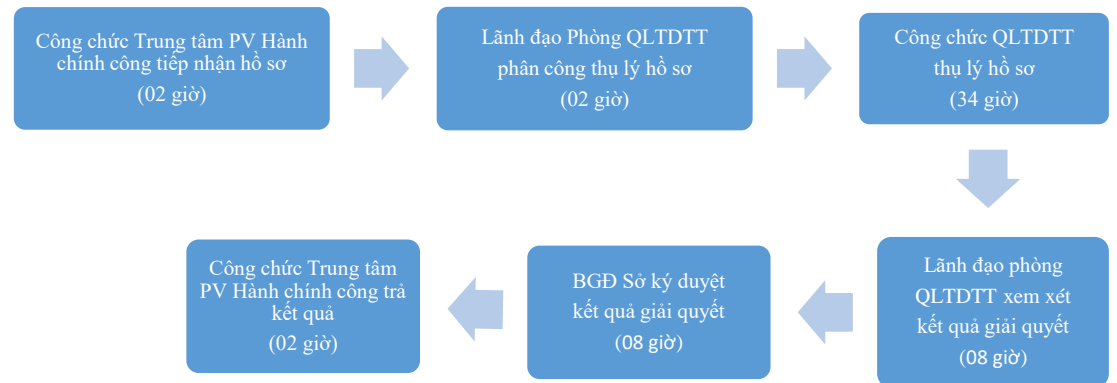 Công chức Trung tâm PV Hành
chính công tiếp nhận hồ sơ
(02 giờ)
Lãnh đạo Phòng QLTDTT
phân công thụ lý hồ sơ
(02 giờ)
Công chức QLTDTT
thụ lý hồ sơ
(34 giờ)
Lãnh đạo phòng
QLTDTT xem xét
kết quả giải quyết
(08 giờ)
BGĐ Sở ký duyệt
kết quả giải quyết
(08 giờ)
Công chức Trung tâm
PV Hành chính công trả
kết quả
(02 giờ)